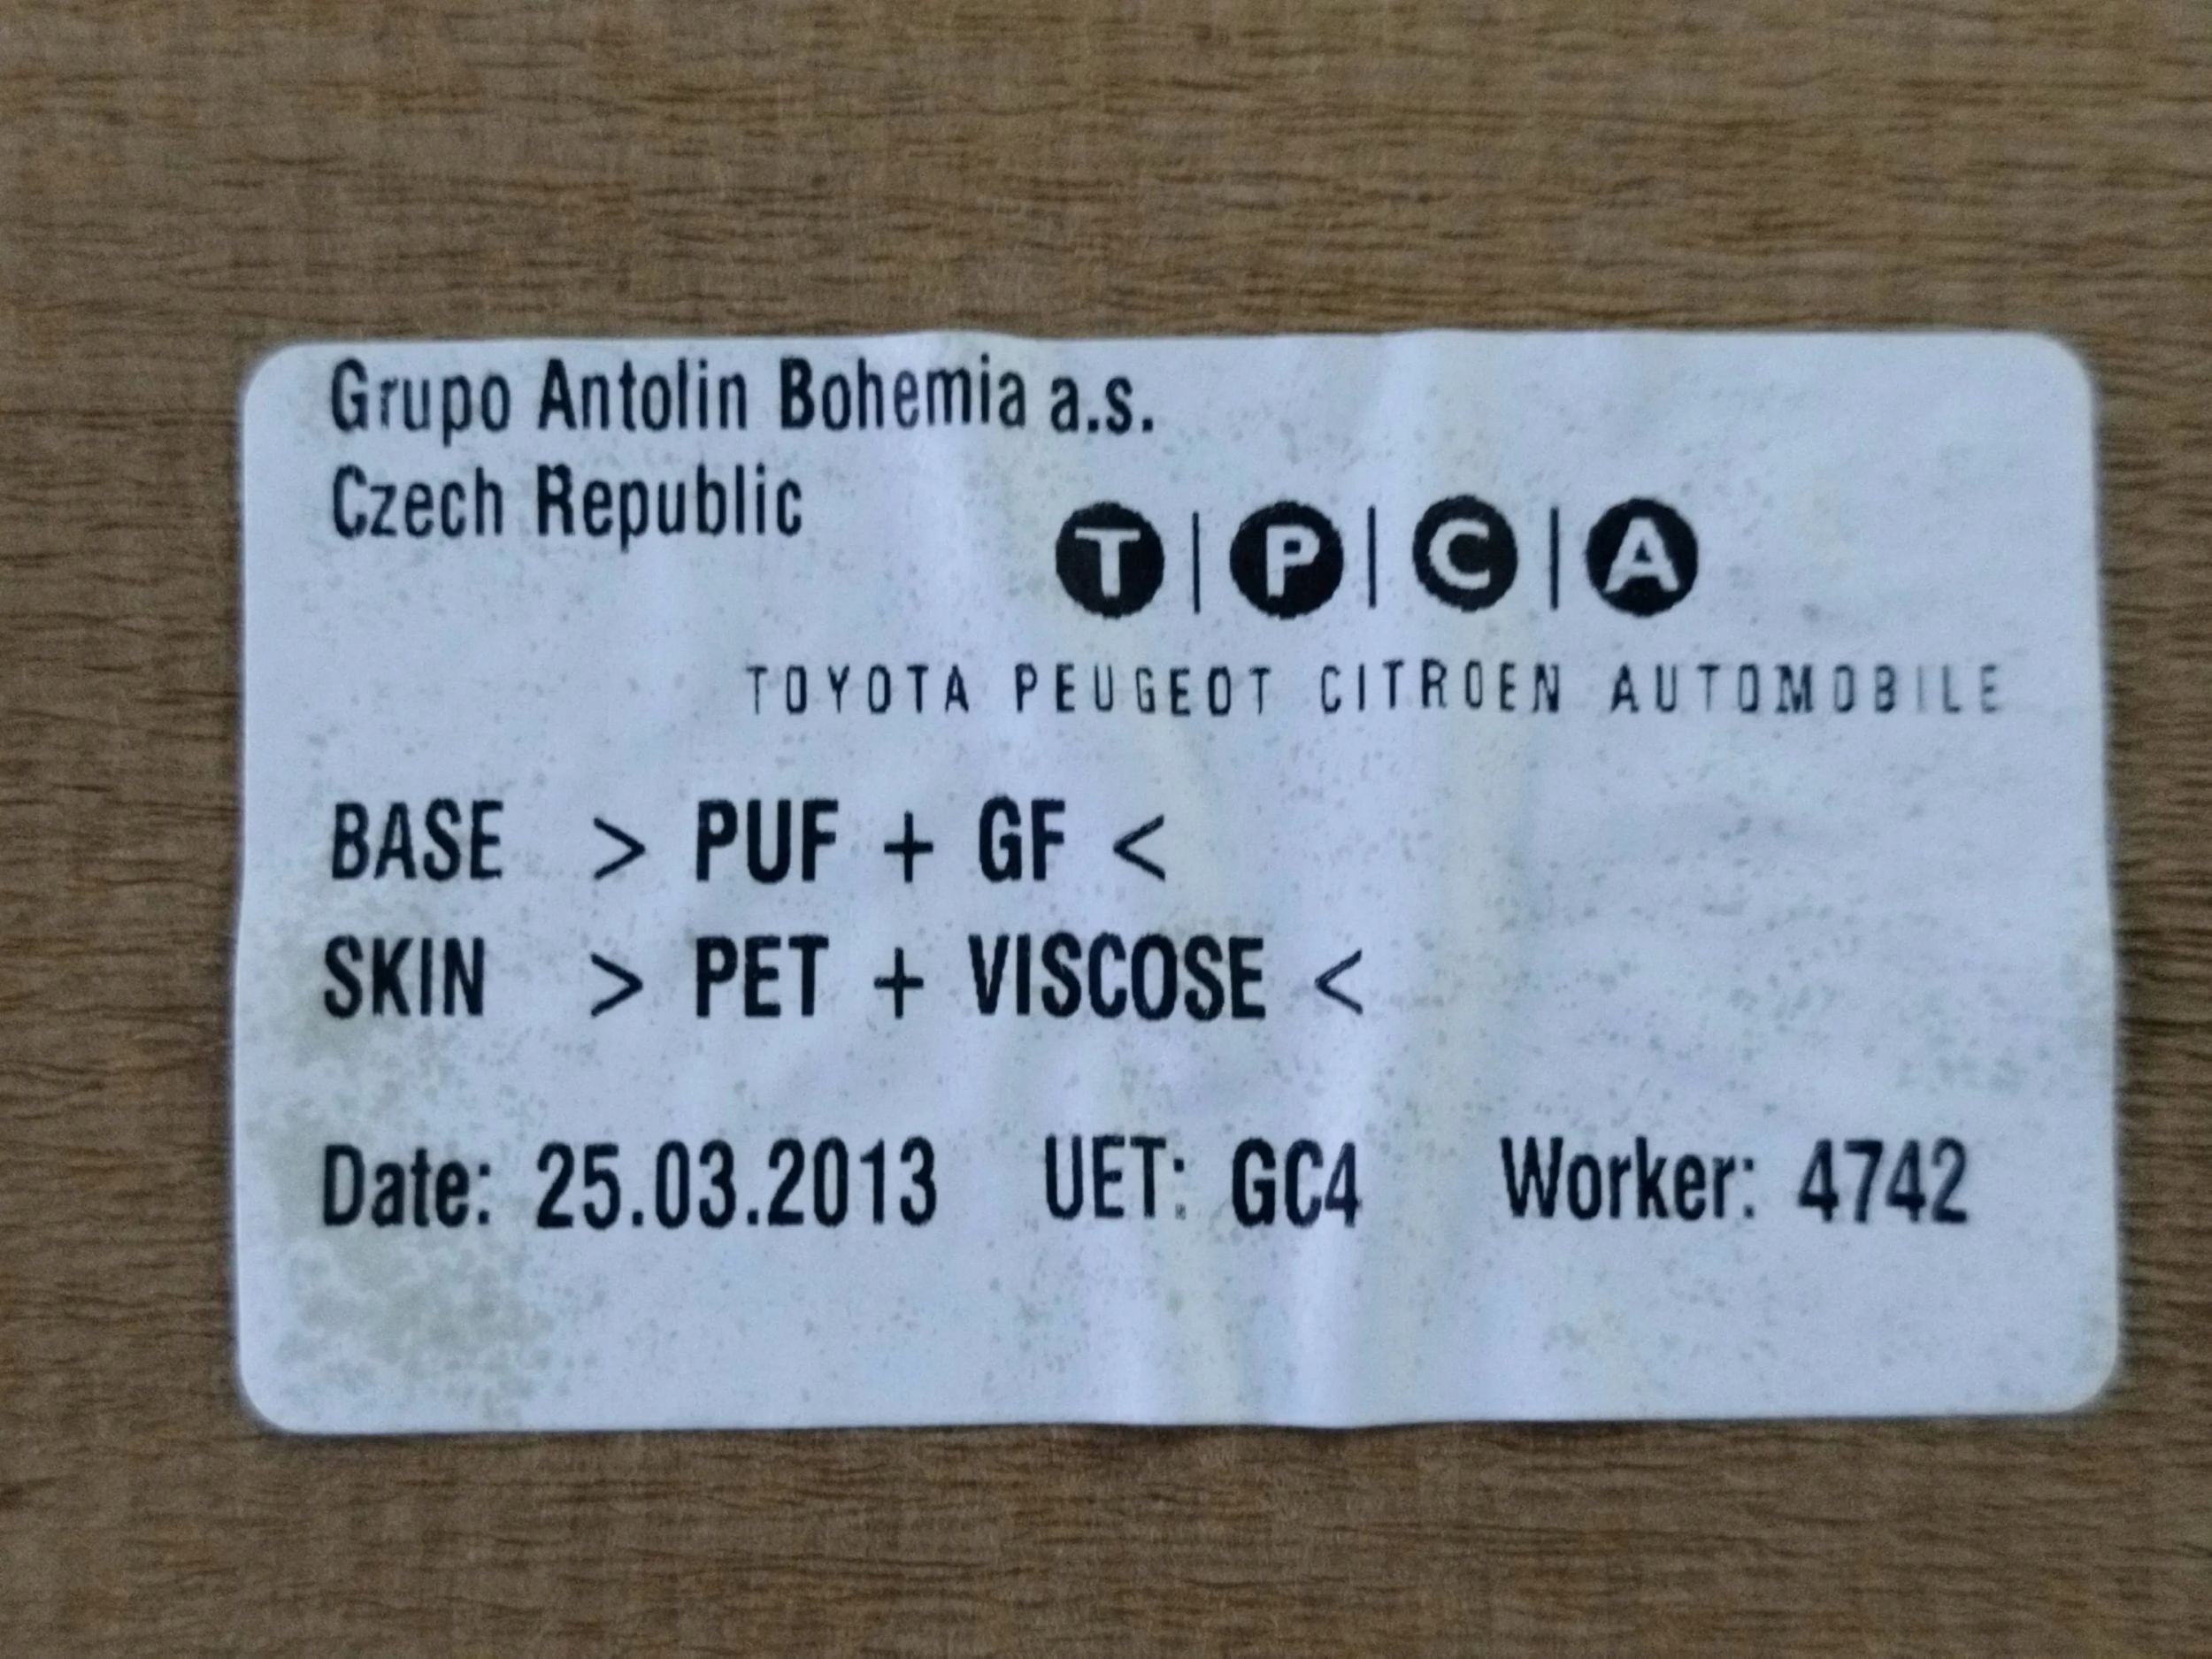 Grupo Antolin Bohemia a.s.
Czech Republic
T | P | C | A
TOYOTA PEUGEOT CITROEN AUTOMOBILE
BASE > PUF + GF <
SKIN > PET + VISCOSE <
Date: 25.03.2013 UET: GC4 Worker: 4742